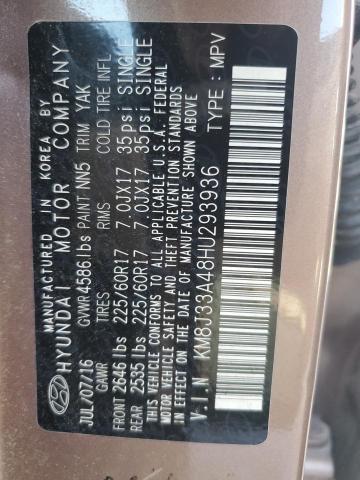 MANUFACTURED IN KOREA BY
HYUNDAI MOTOR COMPANY
JUL/07/16 GVWR 4586 lbs PAINT NN5 TRIM YAK
GAWR TIRES RIMS COLD TIRE INFL
FRONT 2646 lbs 225/60R17 7.0JX17 35psi SINGLE
REAR 2535 lbs 225/60R17 7.0JX17 35psi SINGLE
THIS VEHICLE CONFORMS TO ALL APPLICABLE U.S.A. FEDERAL
MOTOR VEHICLE SAFETY AND THEFT PREVENTION STANDARDS
IN EFFECT ON THE DATE OF MANUFACTURE SHOWN ABOVE
V.I.N KM8J33A48HU293936 TYPE : MPV